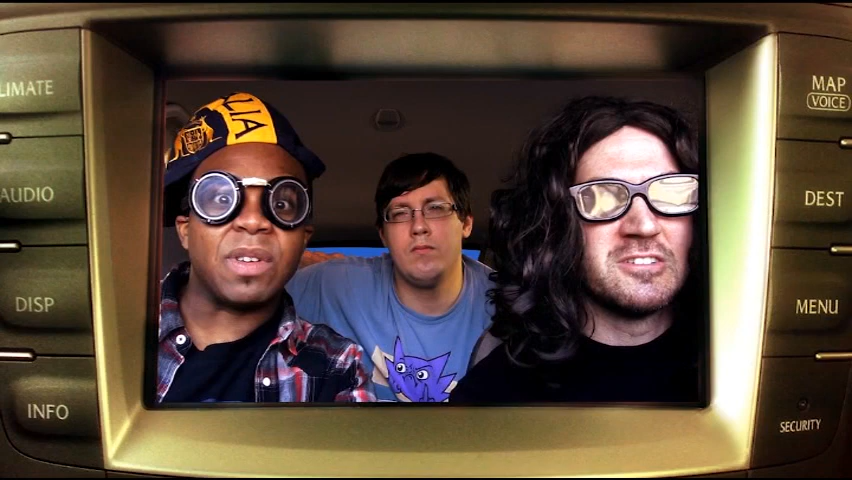 LIMATE
AUDIO
DISP
INFO
LIA
MAP
VOICE
DEST
MENU
SECURITY